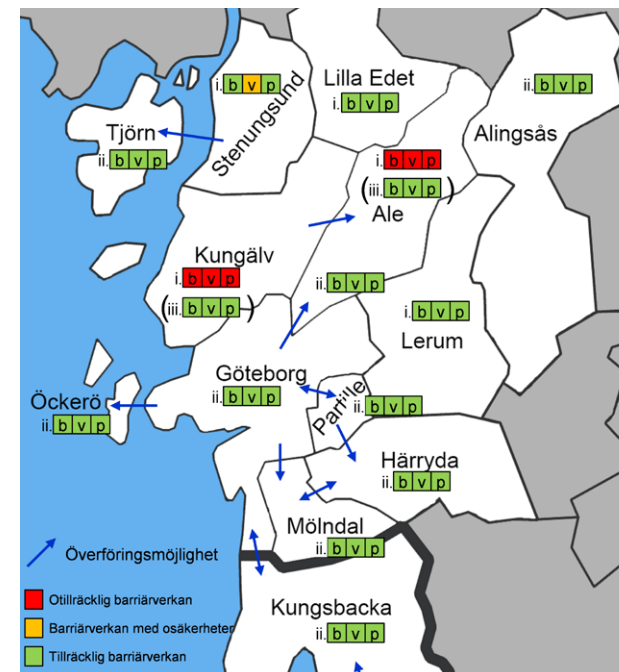 i. b v p
Stenungsund
Lilla Edet
i. b v p
ii. b v p
Alingsås
Tjörn
ii. b v p
i. b v p
(iii. b v p)
Ale
Kungälv
i. b v p
(iii. b v p)
ii. b v p
i. b v p
Lerum
Göteborg
ii. b v p
Partille
ii. b v p
Öckerö
ii. b v p
Härryda
ii. b v p
Mölndal
ii. b v p
Överföringsmöjlighet
Otillräcklig barriärverkan
Barriärverkan med osäkerheter
Tillräcklig barriärverkan
Kungsbacka
ii. b v p